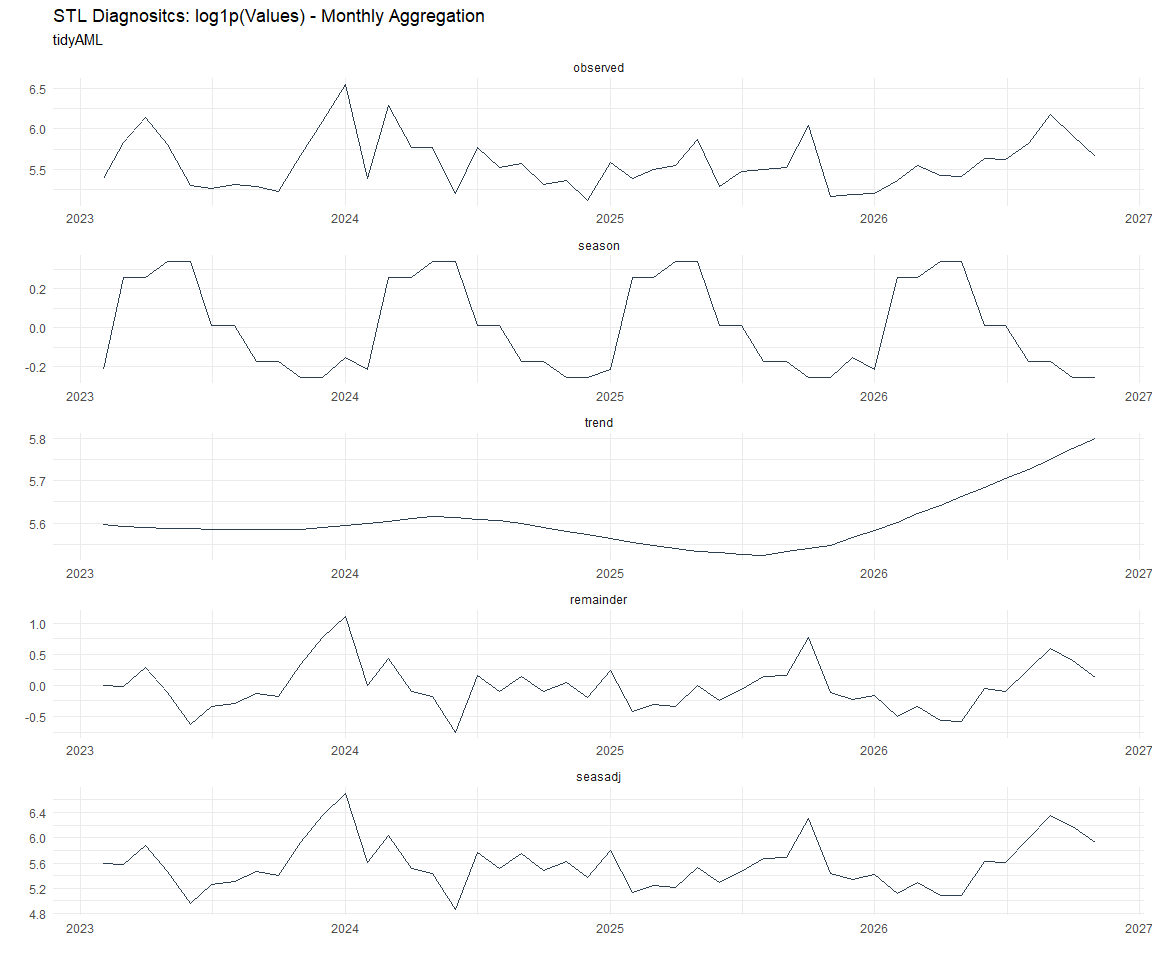 STL Diagnositcs: log1p(Values) - Monthly Aggregation
tidyAML
observed
6.5
6.0
5.5
2023 2024 2025 2026 2027
season
0.2
0.0
-0.2
2023 2024 2025 2026 2027
trend
5.8
5.7
5.6
2023 2024 2025 2026 2027
remainder
1.0
0.5
0.0
-0.5
2023 2024 2025 2026 2027
seasadj
6.4
6.0
5.6
5.2
4.8
2023 2024 2025 2026 2027